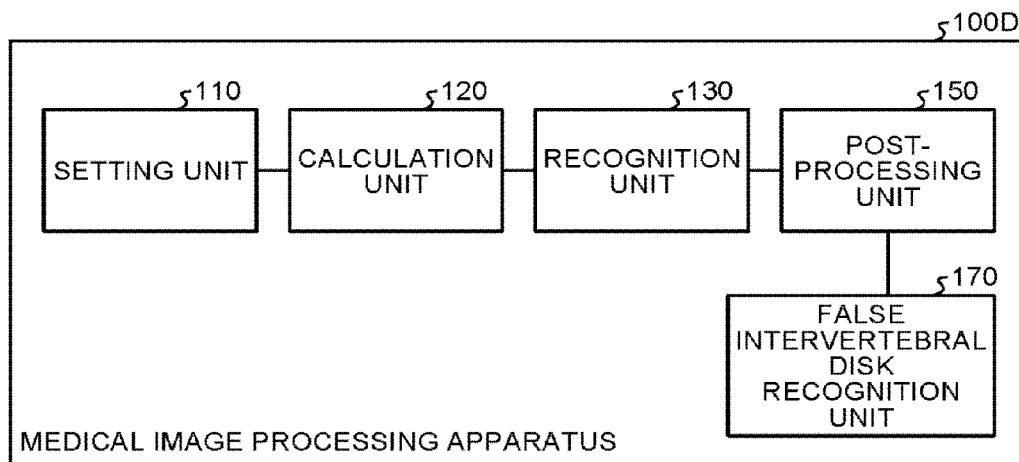 100D
110
120
130
150
SETTING UNIT
CALCULATION
UNIT
RECOGNITION
UNIT
POST-
PROCESSING
UNIT
170
FALSE
INTERVERTEBRAL
DISK
RECOGNITION
UNIT
MEDICAL IMAGE PROCESSING APPARATUS